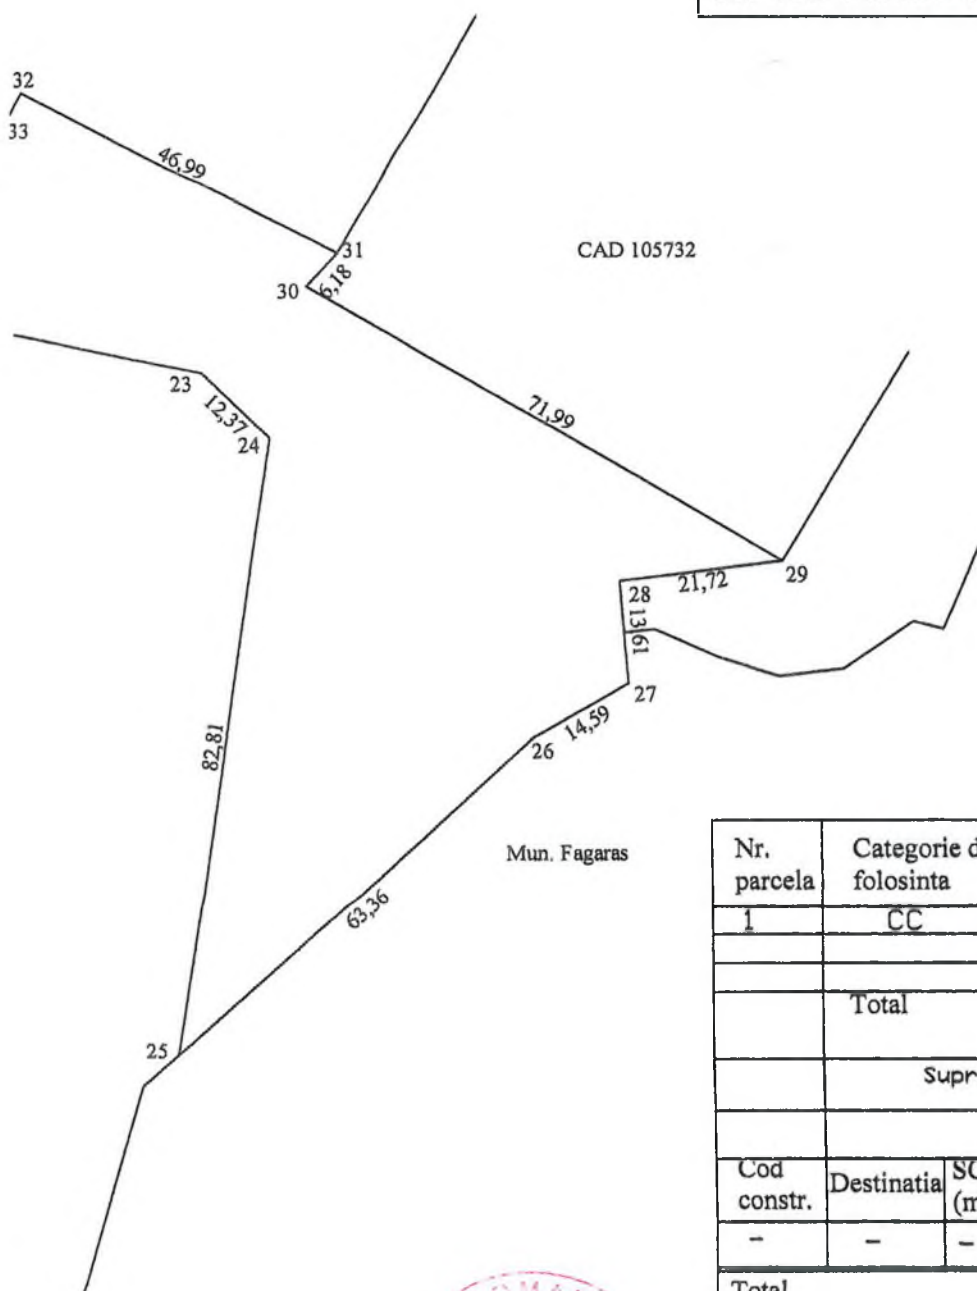 32
33
46,99
31
CAD 105732
30
6,18
23
12,37
24
71,99
29
21,72
28
13,61
27
14,59
26
82,81
Mun. Fagaras
63,36
25
Nr. parcela
Categorie d
folosinta
1
CC
Total
Supr
Cod constr.
Destinatia
SC
(m
-
-
-
Total